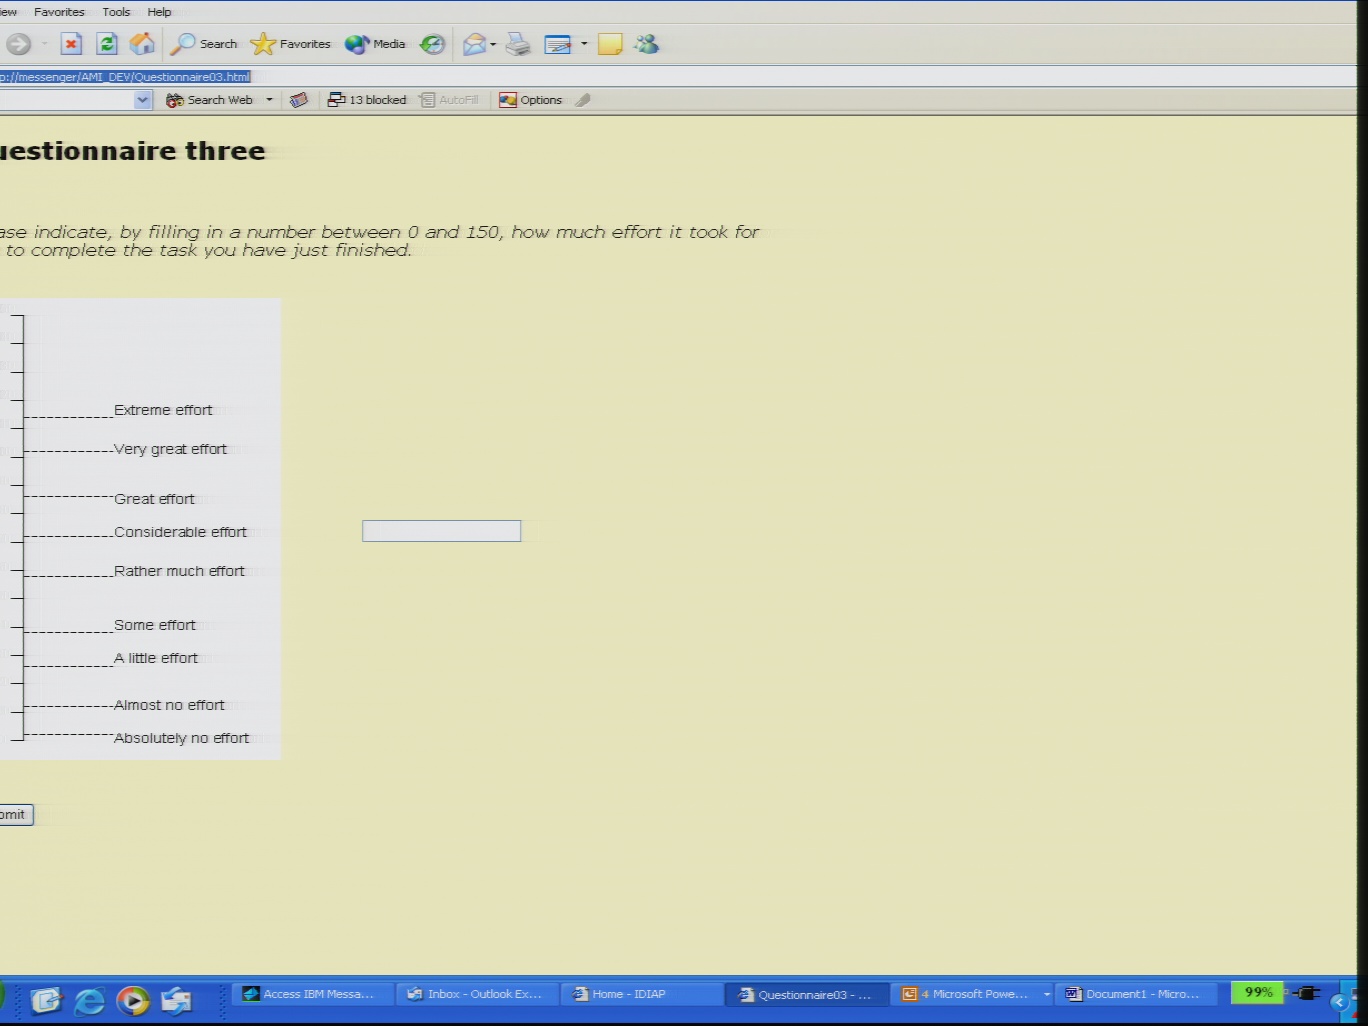 iew Favorites Tools Help
Search Favorites Media
p://messenger/AMI_DEV/Questionnaire03.html
Search Web 13 blocked AutoFill Options
uestionnaire three
ase indicate, by filling in a number between 0 and 150, how much effort it took for
to complete the task you have just finished.
Extreme effort
Very great effort
Great effort
Considerable effort
Rather much effort
Some effort
A little effort
Almost no effort
Absolutely no effort
omit
Access IBM Messa... Inbox - Outlook Ex... Home - IDIAP Questionnaire03 - ... 4 Microsoft Powe... Document1 - Micro... 99%